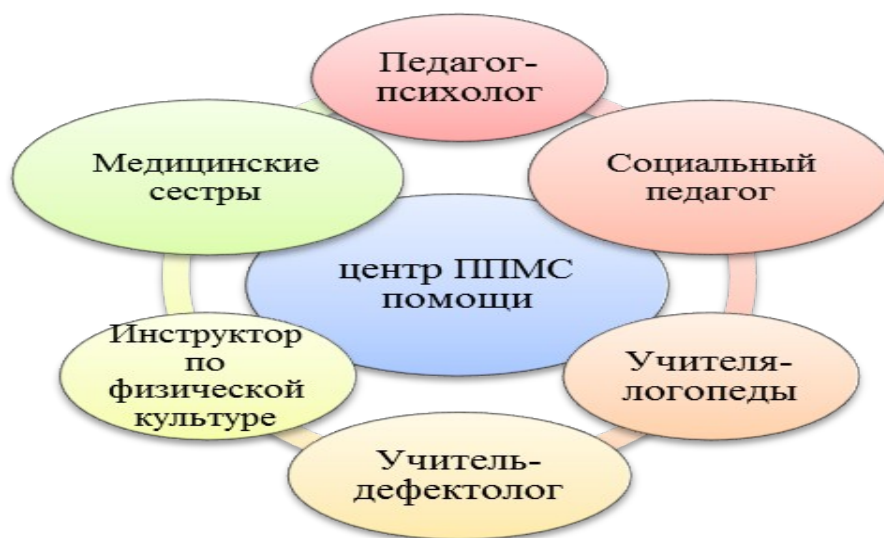 Педагог-
психолог
Медицинские
сестры
Социальный
педагог
центр ППМС
помощи
Инструктор
по
физической
культуре
Учителя-
логопеды
Учитель-
дефектолог